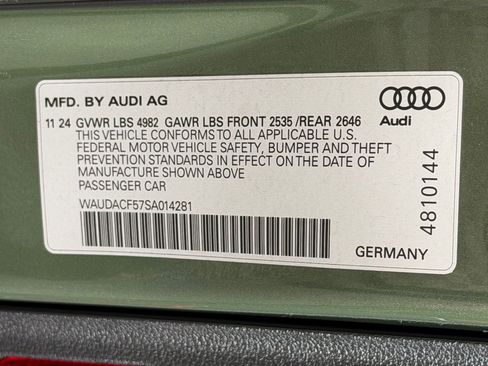 MFD. BY AUDI AG
Audi
11 24 GVWR LBS 4982 GAWR LBS FRONT 2535 /REAR 2646
THIS VEHICLE CONFORMS TO ALL APPLICABLE U.S.
FEDERAL MOTOR VEHICLE SAFETY, BUMPER AND THEFT
PREVENTION STANDARDS IN EFFECT ON THE DATE OF
MANUFACTURE SHOWN ABOVE
PASSENGER CAR
WAUDACF57SA014281
4810144
GERMANY